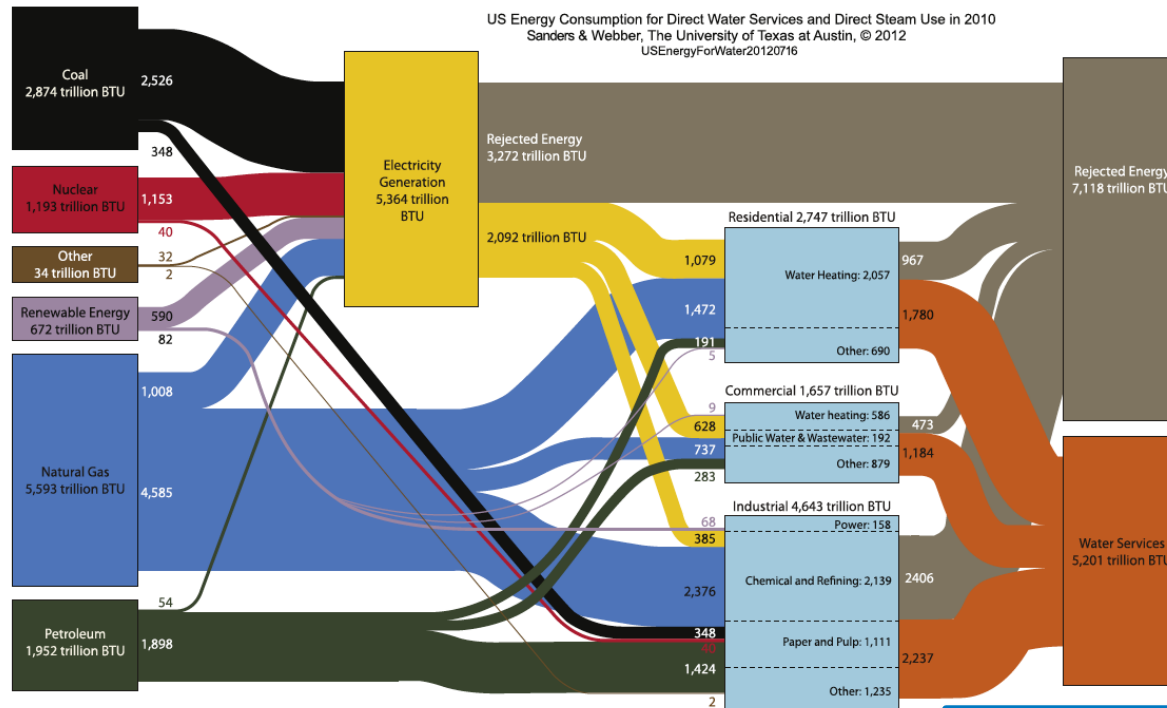 US Energy Consumption for Direct Water Services and Direct Steam Use in 2010
Sanders & Webber, The University of Texas at Austin, © 2012
USEnergyForWater20120716
Coal
2,874 trillion BTU
2,526
348
Nuclear
1,193 trillion BTU
1,153
40
Other
34 trillion BTU
32
2
Renewable Energy
672 trillion BTU
590
82
Natural Gas
5,593 trillion BTU
1,008
4,585
Petroleum
1,952 trillion BTU
54
1,898
Electricity
Generation
5,364 trillion
BTU
Rejected Energy
3,272 trillion BTU
2,092 trillion BTU
Residential 2,747 trillion BTU
1,079
1,472
191
5
Water Heating: 2,057
Other: 690
967
1,780
Commercial 1,657 trillion BTU
9
628
737
283
Water heating: 586
Public Water & Wastewater: 192
Other: 879
473
1,184
Industrial 4,643 trillion BTU
68
385
2,376
348
40
1,424
2
Power: 158
Chemical and Refining: 2,139
Paper and Pulp: 1,111
Other: 1,235
2406
2,237
Rejected Energy
7,118 trillion BTU
Water Services
5,201 trillion BTU